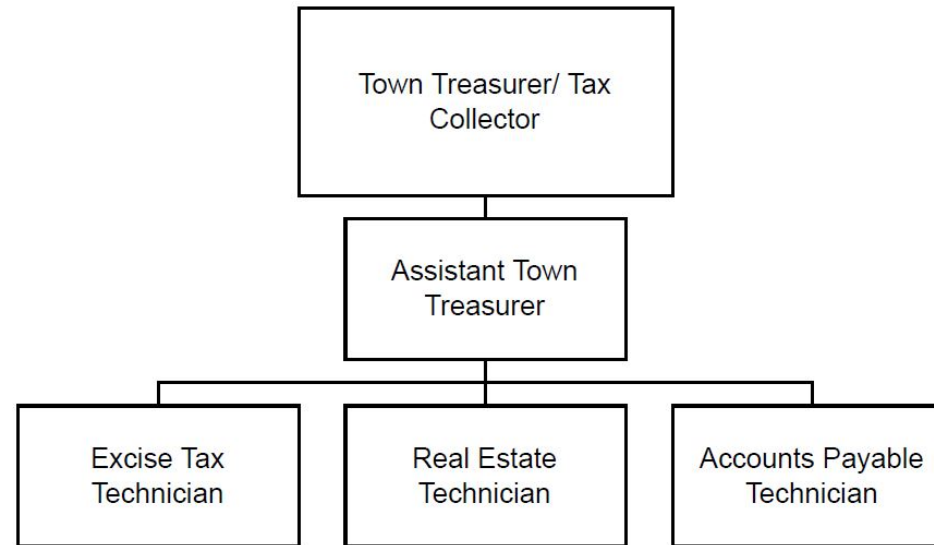 Town Treasurer/ Tax
Collector
Assistant Town
Treasurer
Excise Tax
Technician
Real Estate
Technician
Accounts Payable
Technician